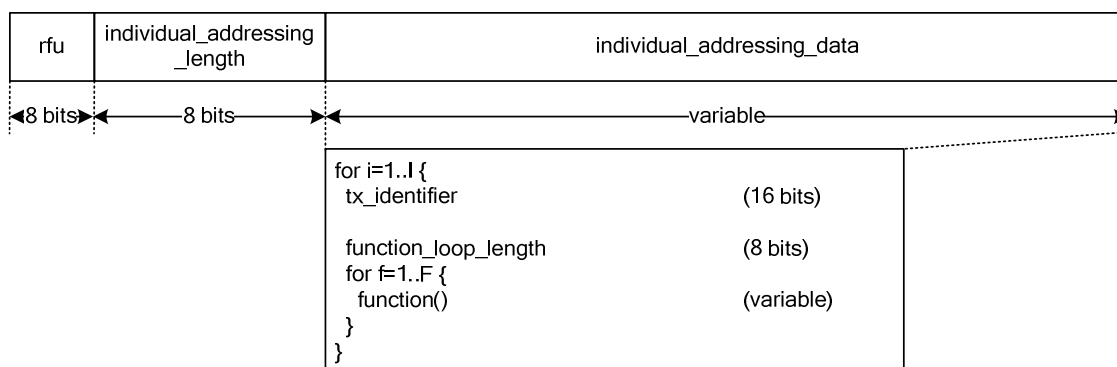 rfu
individual_addressing
_length
individual_addressing_data
8 bits
8 bits
variable
for i=1..I {
tx_identifier (16 bits)
function_loop_length (8 bits)
for f=1..F {
function() (variable)
}
}